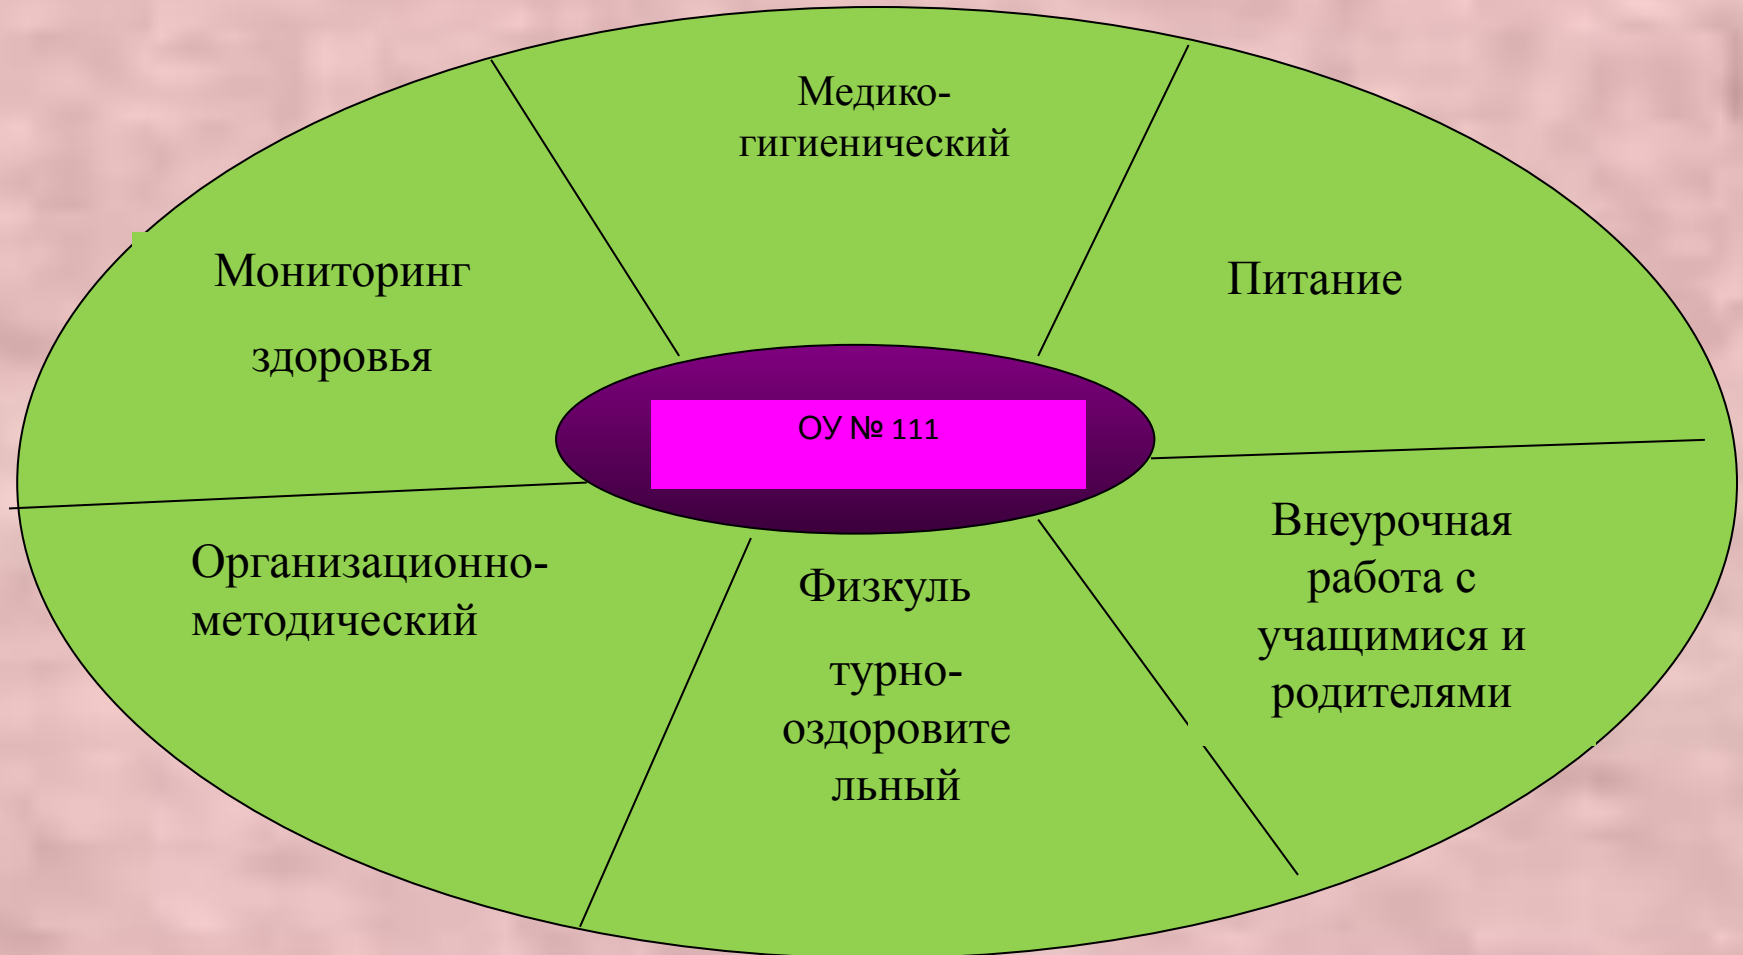 Медико-
гигиенический
Мониторинг
здоровья
Питание
ОУ № 111
Организационно-
методический
Физкуль
турно-
оздоровите
льный
Внеурочная
работа с
учащимися и
родителями